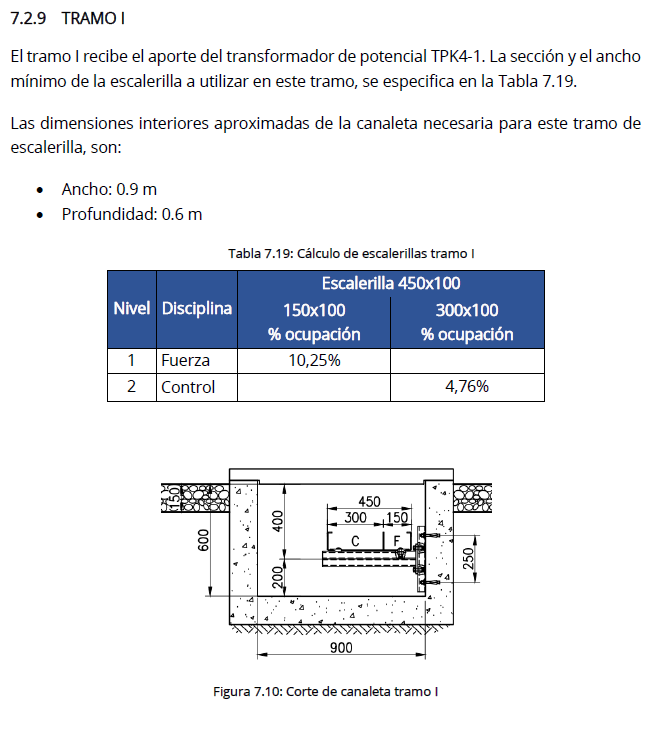 7.2.9 TRAMO I
El tramo I recibe el aporte del transformador de potencial TPK4-1. La sección y el ancho
mínimo de la escalerilla a utilizar en este tramo, se especifica en la Tabla 7.19.
Las dimensiones interiores aproximadas de la canaleta necesaria para este tramo de
escalerilla, son:
• Ancho: 0.9 m
• Profundidad: 0.6 m
Tabla 7.19: Cálculo de escalerillas tramo I
Escalerilla 450x100
Nivel Disciplina 150x100 300x100
% ocupación % ocupación
1 Fuerza 10,25%
2 Control 4,76%
150
600
400
200
450
300 150
C F
250
900
Figura 7.10: Corte de canaleta tramo I